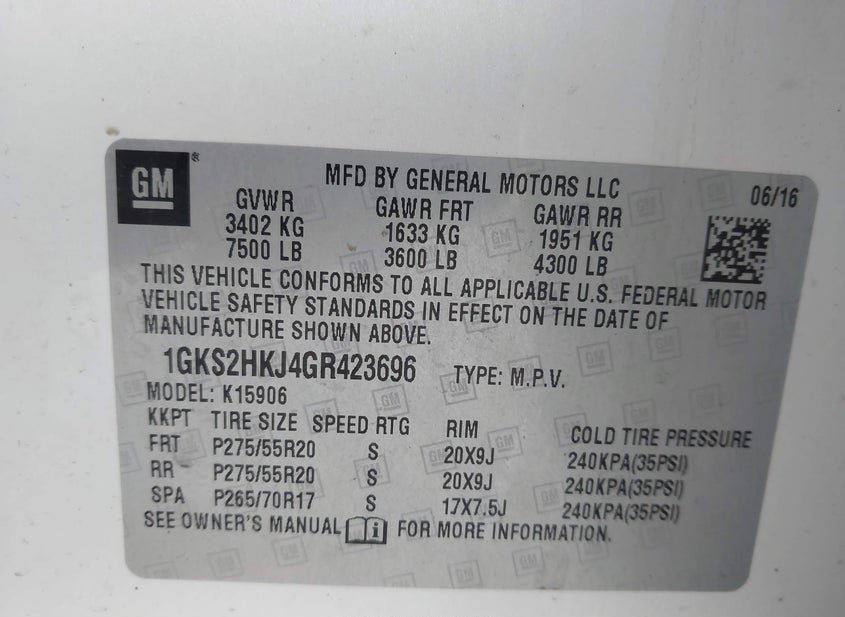 GM ®
MFD BY GENERAL MOTORS LLC 06/16
GVWR GAWR FRT GAWR RR
3402 KG 1633 KG 1951 KG
7500 LB 3600 LB 4300 LB
THIS VEHICLE CONFORMS TO ALL APPLICABLE U.S. FEDERAL MOTOR
VEHICLE SAFETY STANDARDS IN EFFECT ON THE DATE OF
MANUFACTURE SHOWN ABOVE.
1GKS2HKJ4GR423696 TYPE: M.P.V.
MODEL: K15906
KKPT TIRE SIZE SPEED RTG RIM COLD TIRE PRESSURE
FRT P275/55R20 S 20X9J 240KPA(35PSI)
RR P275/55R20 S 20X9J 240KPA(35PSI)
SPA P265/70R17 S 17X7.5J 240KPA(35PSI)
SEE OWNER'S MANUAL i FOR MORE INFORMATION.